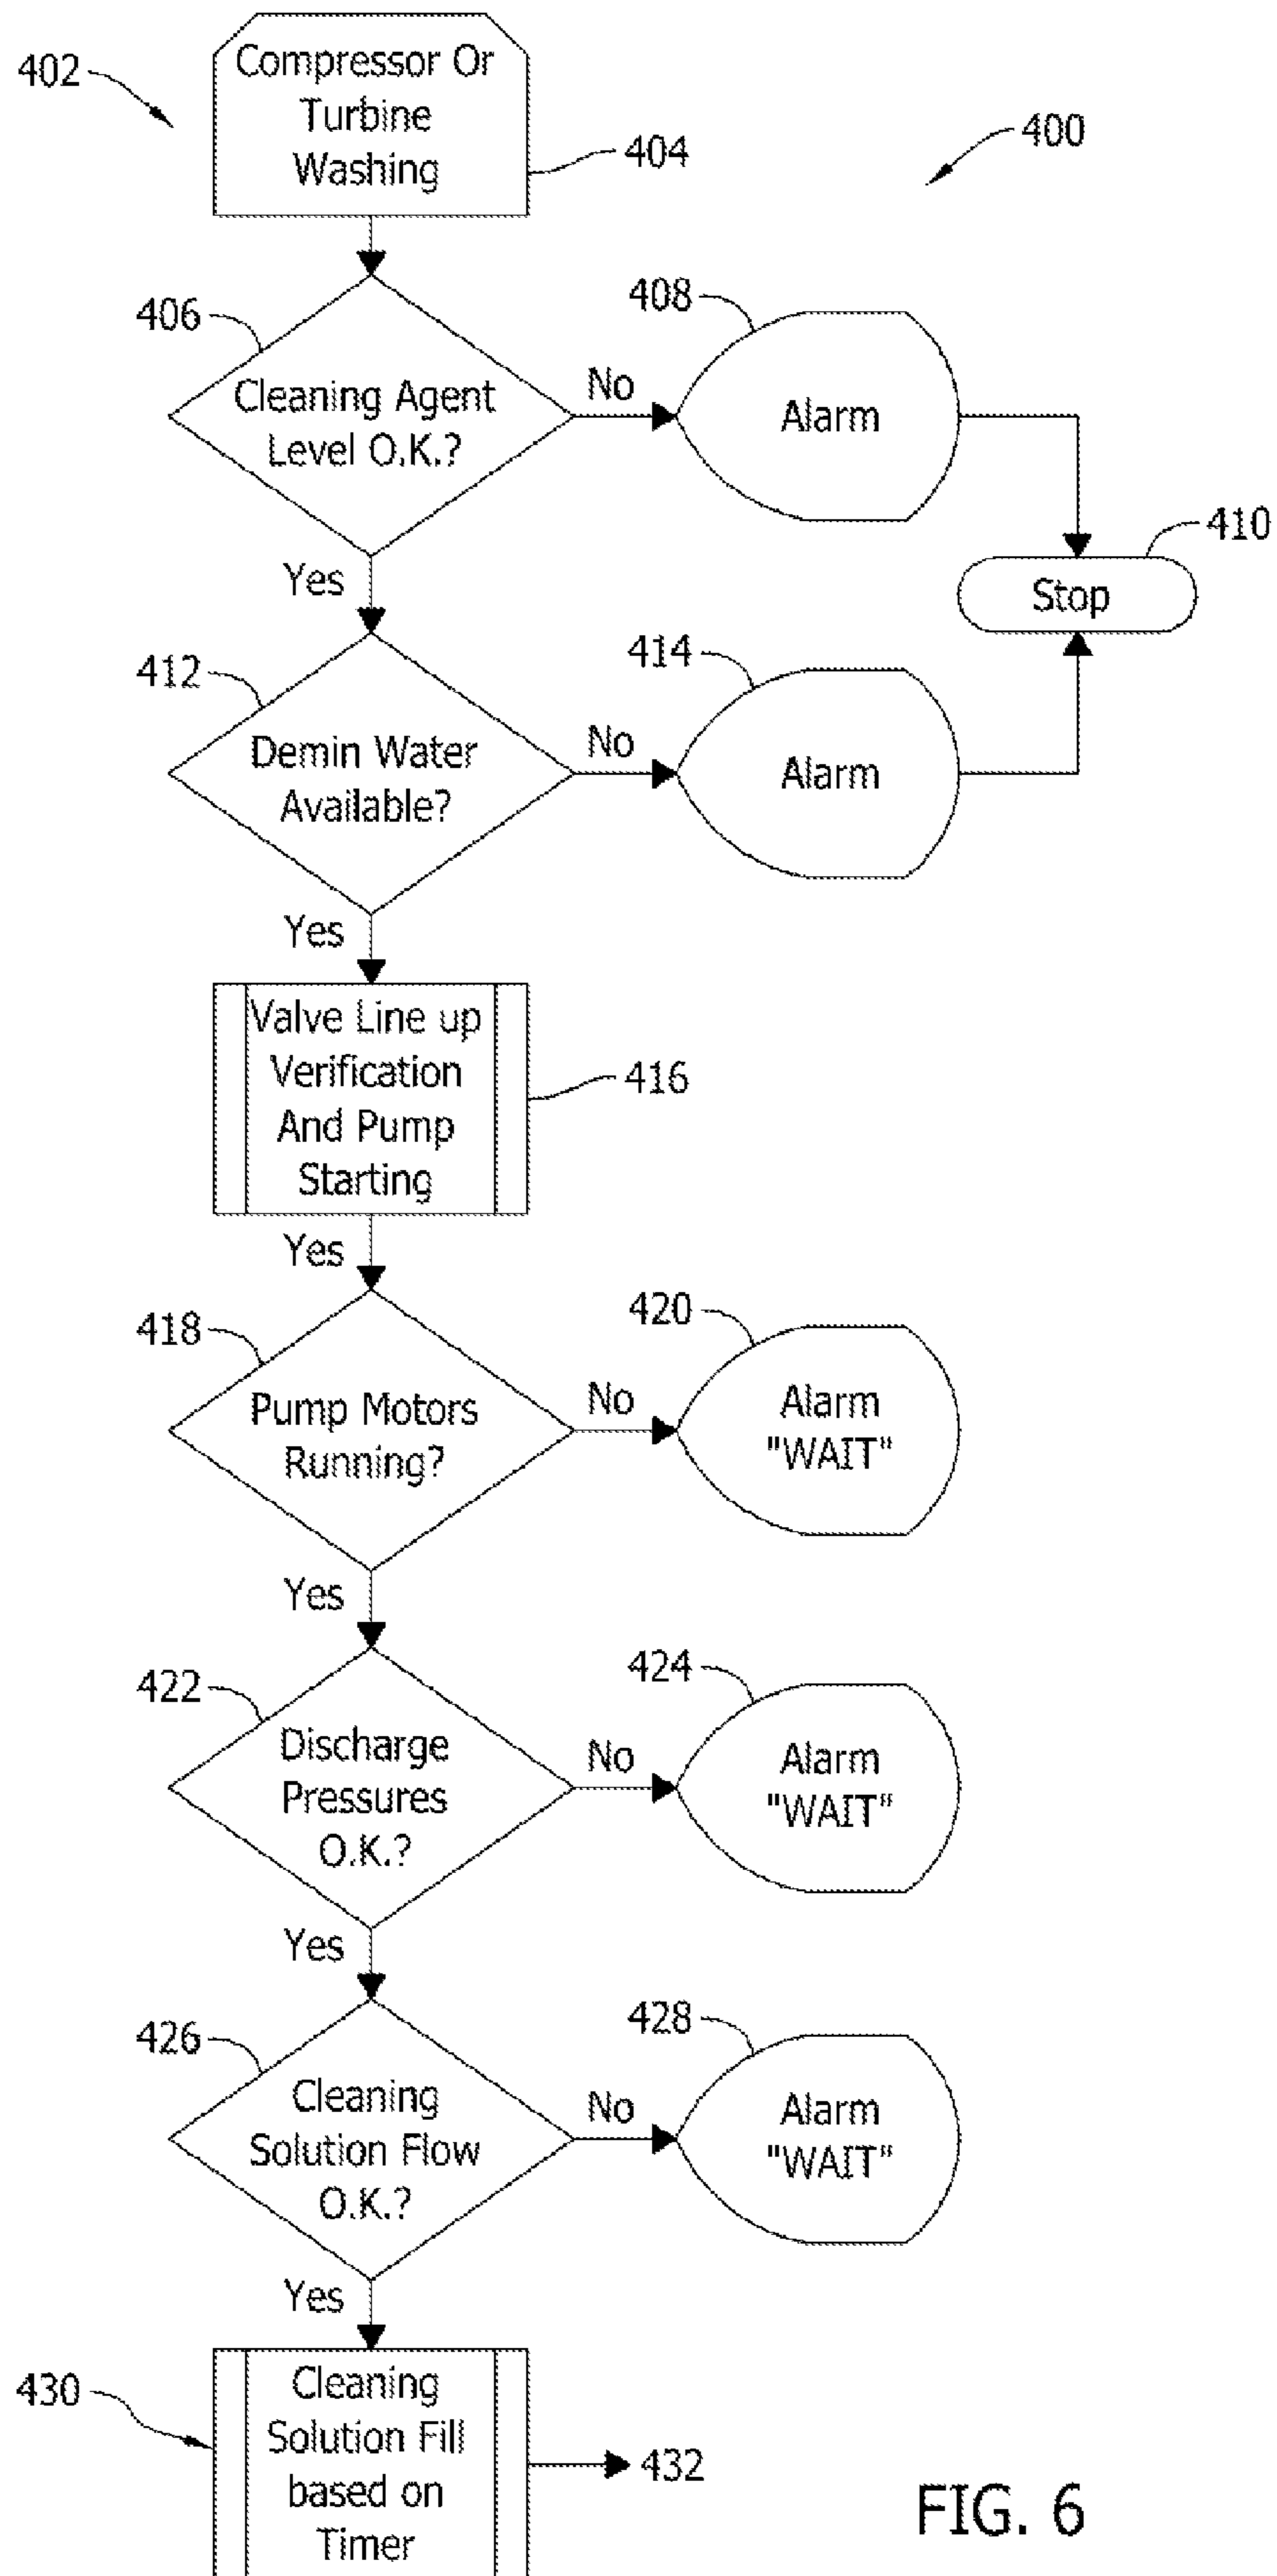 402
Compressor Or
Turbine
Washing
404
400
406
Cleaning Agent
Level O.K.?
No
408
Alarm
410
Stop
Yes
412
Demin Water
Available?
No
414
Alarm
Yes
Valve Line up
Verification
And Pump
Starting
416
Yes
418
Pump Motors
Running?
No
420
Alarm
"WAIT"
Yes
422
Discharge
Pressures
O.K.?
No
424
Alarm
"WAIT"
Yes
426
Cleaning
Solution Flow
O.K.?
No
428
Alarm
"WAIT"
Yes
430
Cleaning
Solution Fill
based on
Timer
432
FIG. 6